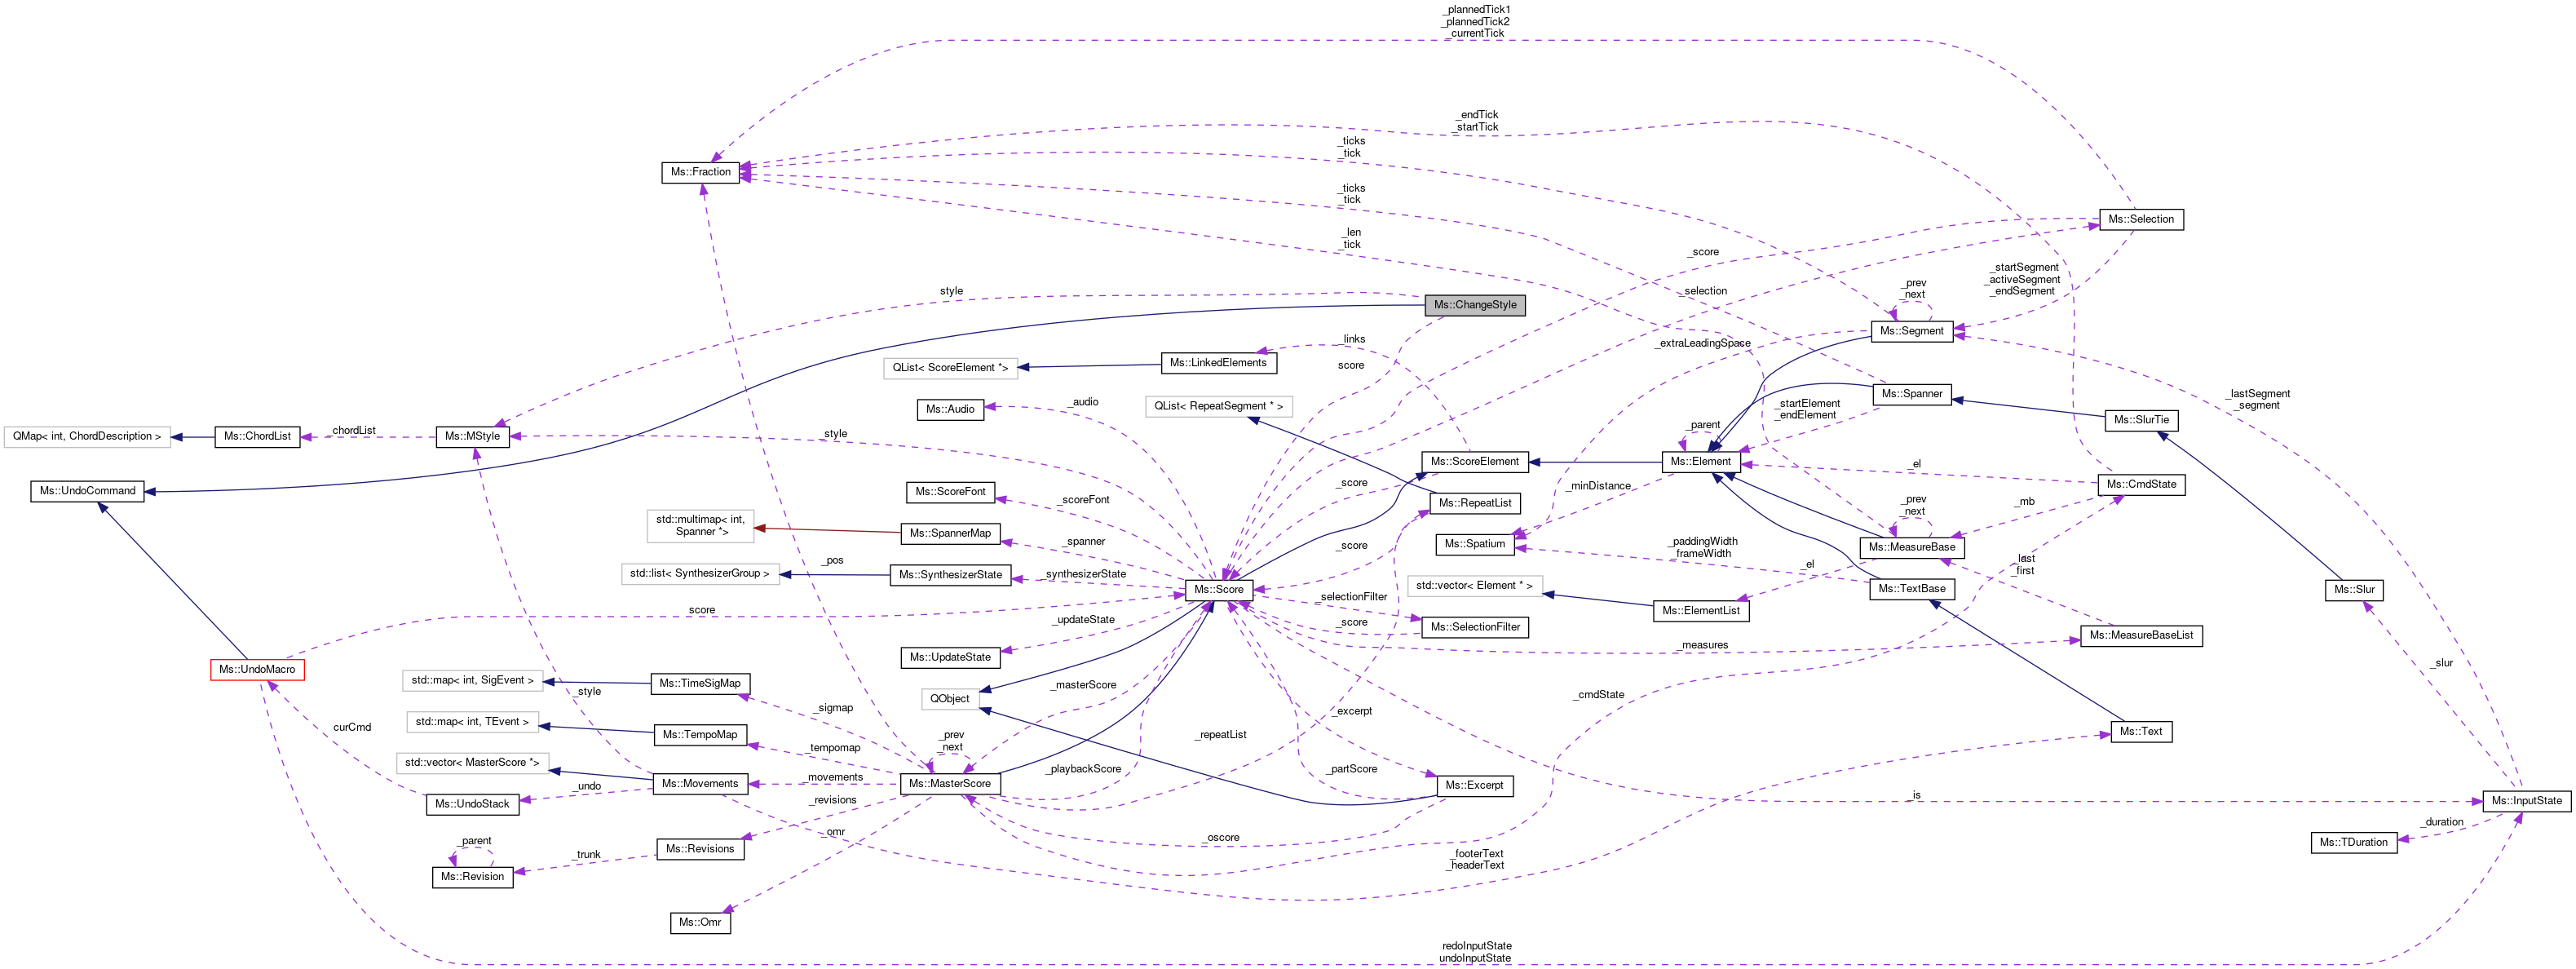 _plannedTick1
_plannedTick2
_currentTick
_endTick
_startTick
_ticks
_tick
Ms::Fraction
_ticks
_tick
Ms::Selection
_len
_tick
_score
_startSegment
_activeSegment
_endSegment
_prev
_next
style
_selection
Ms::ChangeStyle
Ms::Segment
_links
_extraLeadingSpace
QList< ScoreElement *>
Ms::LinkedElements
score
Ms::Spanner
_lastSegment
_segment
_audio
Ms::Audio
QList< RepeatSegment * >
_startElement
_endElement
Ms::SlurTie
QMap< int, ChordDescription >
Ms::ChordList
_chordList
Ms::MStyle
_style
_parent
Ms::ScoreElement
Ms::Element
_el
Ms::UndoCommand
Ms::ScoreFont
_scoreFont
_score
_minDistance
Ms::CmdState
_prev
_next
_mb
Ms::RepeatList
std::multimap< int,
Spanner *>
Ms::SpannerMap
_spanner
_score
Ms::Spatium
_paddingWidth
_frameWidth
Ms::MeasureBase
_last
_first
_pos
std::list< SynthesizerGroup >
Ms::SynthesizerState
_synthesizerState
Ms::Score
_el
std::vector< Element * >
Ms::TextBase
Ms::Slur
score
_selectionFilter
Ms::ElementList
_updateState
_score
Ms::SelectionFilter
Ms::MeasureBaseList
_measures
Ms::UpdateState
Ms::UndoMacro
_slur
std::map< int, SigEvent >
Ms::TimeSigMap
_masterScore
_style
QObject
_cmdState
_sigmap
_excerpt
std::map< int, TEvent >
curCmd
Ms::TempoMap
_tempomap
_prev
_next
_repeatList
Ms::Text
std::vector< MasterScore *>
_playbackScore
_partScore
_undo
Ms::Movements
_movements
Ms::MasterScore
Ms::Excerpt
_is
Ms::InputState
Ms::UndoStack
_revisions
_duration
_parent
_omr
_oscore
Ms::TDuration
Ms::Revision
_trunk
Ms::Revisions
_footerText
_headerText
Ms::Omr
redoInputState
undoInputState